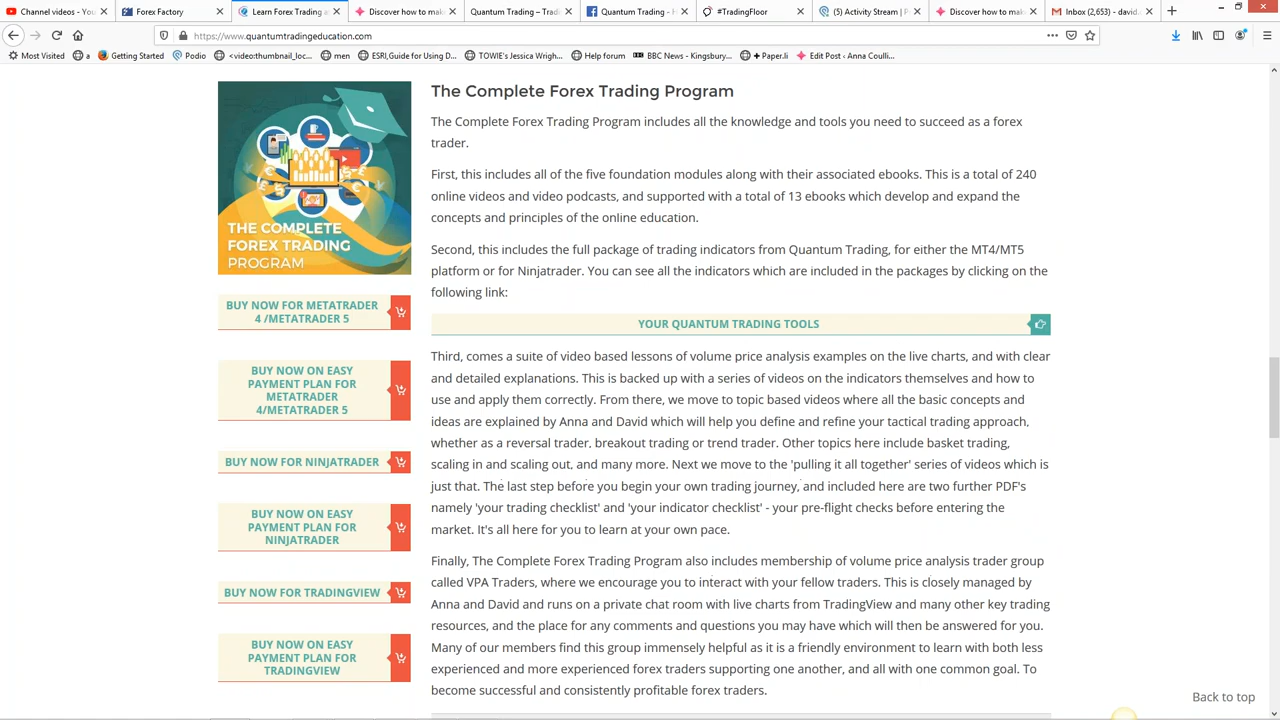 Channel videos - You
Forex Factory
Learn Forex Trading a
Discover how to mak
Quantum Trading – Trad
Quantum Trading - H
#TradingFloor
(5) Activity Stream | P
Discover how to mak
Inbox (2,653) - david.
https://www.quantumtradingeducation.com
Most Visited
a
Getting Started
Podio
<video:thumbnail_loc...
men
ESRI,Guide for Using D...
TOWIE's Jessica Wrigh...
Help forum
BBC News - Kingsbury...
+ Paper.li
Edit Post ‹ Anna Coulli...
THE COMPLETE
FOREX TRADING
PROGRAM
BUY NOW FOR METATRADER
4 /METATRADER 5
BUY NOW ON EASY
PAYMENT PLAN FOR
METATRADER
4/METATRADER 5
BUY NOW FOR NINJATRADER
BUY NOW ON EASY
PAYMENT PLAN FOR
NINJATRADER
BUY NOW FOR TRADINGVIEW
BUY NOW ON EASY
PAYMENT PLAN FOR
TRADINGVIEW
The Complete Forex Trading Program
The Complete Forex Trading Program includes all the knowledge and tools you need to succeed as a forex
trader.
First, this includes all of the five foundation modules along with their associated ebooks. This is a total of 240
online videos and video podcasts, and supported with a total of 13 ebooks which develop and expand the
concepts and principles of the online education.
Second, this includes the full package of trading indicators from Quantum Trading, for either the MT4/MT5
platform or for Ninjatrader. You can see all the indicators which are included in the packages by clicking on the
following link:
YOUR QUANTUM TRADING TOOLS
Third, comes a suite of video based lessons of volume price analysis examples on the live charts, and with clear
and detailed explanations. This is backed up with a series of videos on the indicators themselves and how to
use and apply them correctly. From there, we move to topic based videos where all the basic concepts and
ideas are explained by Anna and David which will help you define and refine your tactical trading approach,
whether as a reversal trader, breakout trading or trend trader. Other topics here include basket trading,
scaling in and scaling out, and many more. Next we move to the 'pulling it all together' series of videos which is
just that. The last step before you begin your own trading journey, and included here are two further PDF's
namely 'your trading checklist' and 'your indicator checklist' - your pre-flight checks before entering the
market. It's all here for you to learn at your own pace.
Finally, The Complete Forex Trading Program also includes membership of volume price analysis trader group
called VPA Traders, where we encourage you to interact with your fellow traders. This is closely managed by
Anna and David and runs on a private chat room with live charts from TradingView and many other key trading
resources, and the place for any comments and questions you may have which will then be answered for you.
Many of our members find this group immensely helpful as it is a friendly environment to learn with both less
experienced and more experienced forex traders supporting one another, and all with one common goal. To
become successful and consistently profitable forex traders.
Back to top